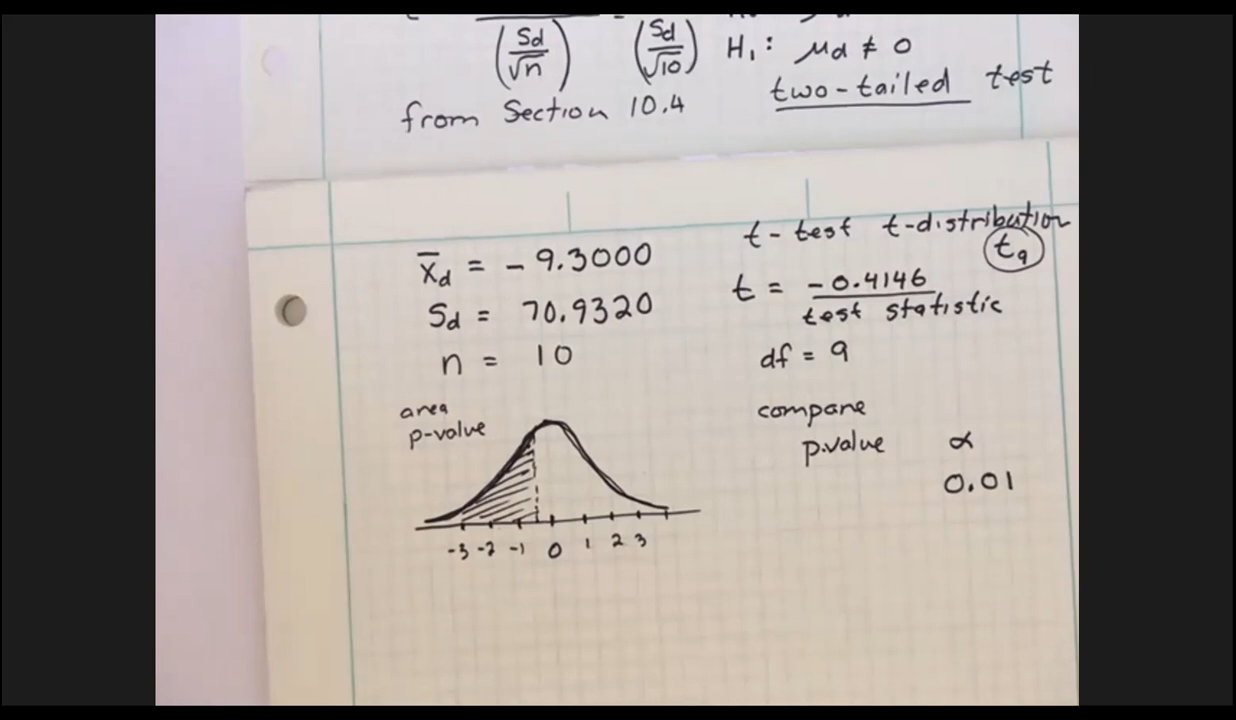 (Sd/√n) (Sd/√10) H₁: μd ≠ 0
from Section 10.4 two-tailed test
t-test t-distribution
t₉
x̄d = -9.3000
t = -0.4146
test statistic
Sd = 70.9320
n = 10
df = 9
area
p-value
compare
p.value α
0.01
-3 -2 -1 0 1 2 3